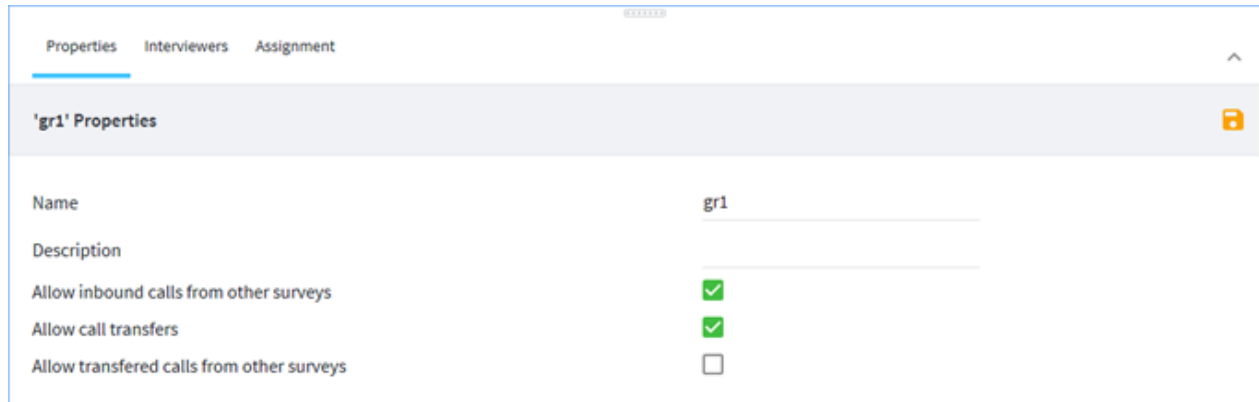 Properties Interviewers Assignment
'gr1' Properties
Name gr1
Description
Allow inbound calls from other surveys
Allow call transfers
Allow transfered calls from other surveys